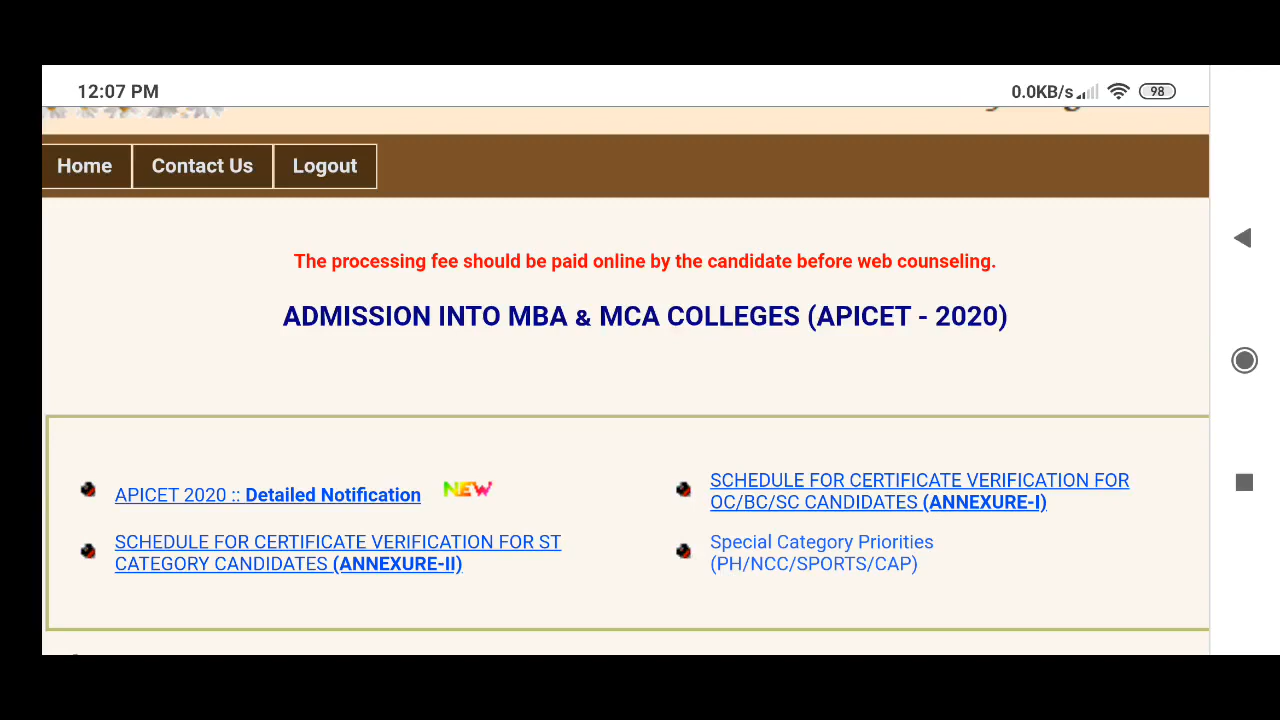 12:07 PM
0.0KB/s
98
Home
Contact Us
Logout
The processing fee should be paid online by the candidate before web counseling.
ADMISSION INTO MBA & MCA COLLEGES (APICET - 2020)
APICET 2020 :: Detailed Notification
NEW
SCHEDULE FOR CERTIFICATE VERIFICATION FOR
OC/BC/SC CANDIDATES (ANNEXURE-I)
SCHEDULE FOR CERTIFICATE VERIFICATION FOR ST
CATEGORY CANDIDATES (ANNEXURE-II)
Special Category Priorities
(PH/NCC/SPORTS/CAP)